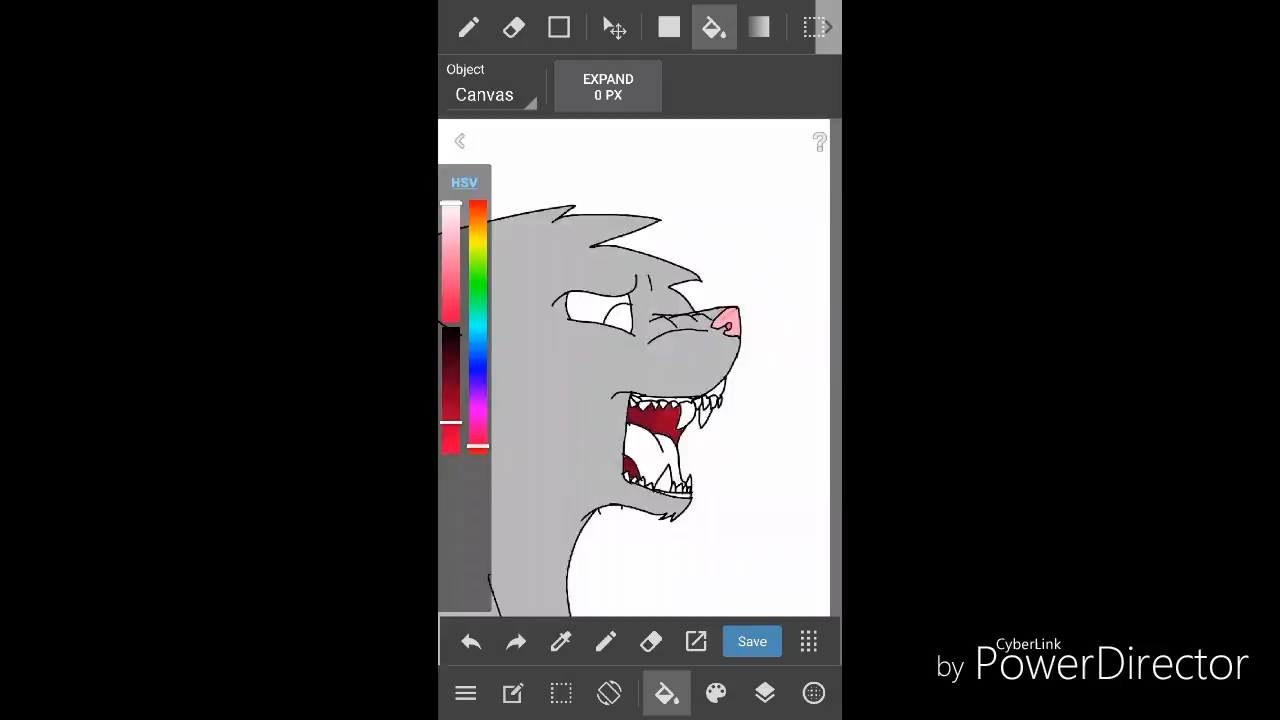 Object
Canvas
EXPAND
0 PX
?
HSV
Save
CyberLink
by PowerDirector